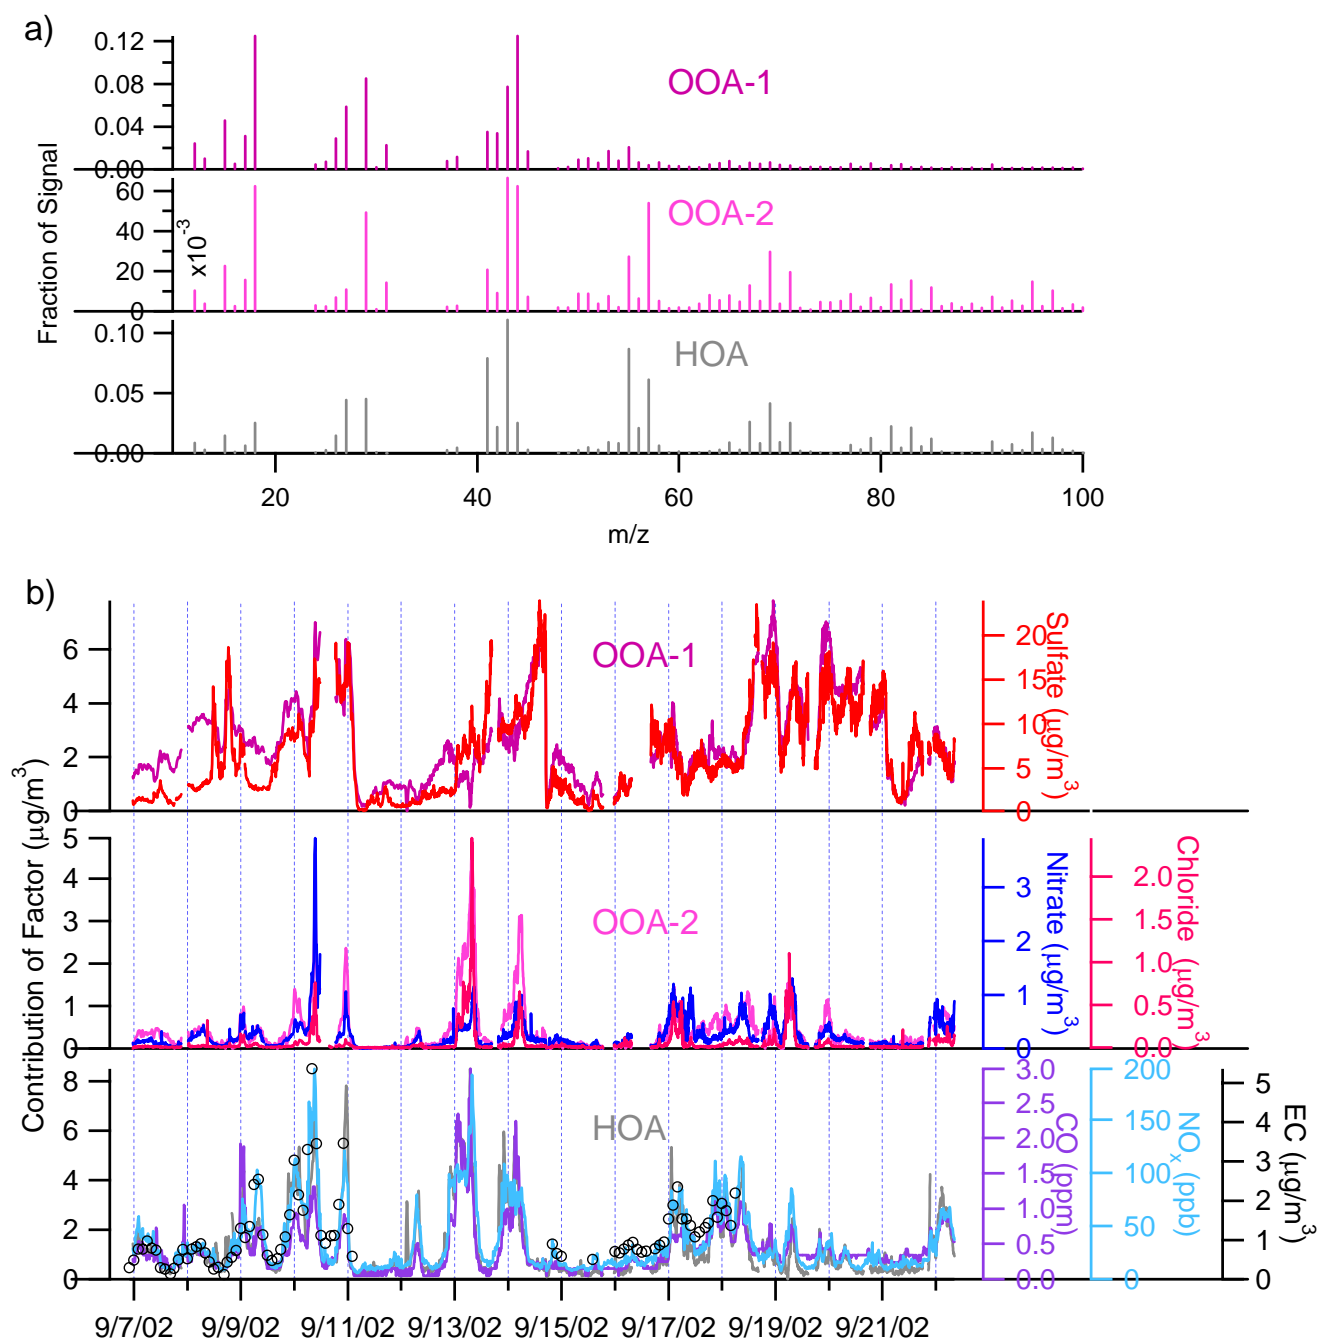 a)
Fraction of Signal
0.12
0.08
0.04
0.00
OOA-1
60
40
20
0
x10-3
OOA-2
0.10
0.05
0.00
HOA
20 40 60 80 100
m/z
b)
Contribution of Factor (µg/m3)
6
4
2
0
OOA-1
20
15
10
5
0
Sulfate (µg/m3)
5
4
3
2
1
0
OOA-2
3
2
1
0
Nitrate (µg/m3)
2.0
1.5
1.0
0.5
0.0
Chloride (µg/m3)
8
6
4
2
0
HOA
3.0
2.5
2.0
1.5
1.0
0.5
0.0
CO (ppm)
200
150
100
50
0
NOx (ppb)
5
4
3
2
1
0
EC (µg/m3)
9/7/02 9/9/02 9/11/02 9/13/02 9/15/02 9/17/02 9/19/02 9/21/02